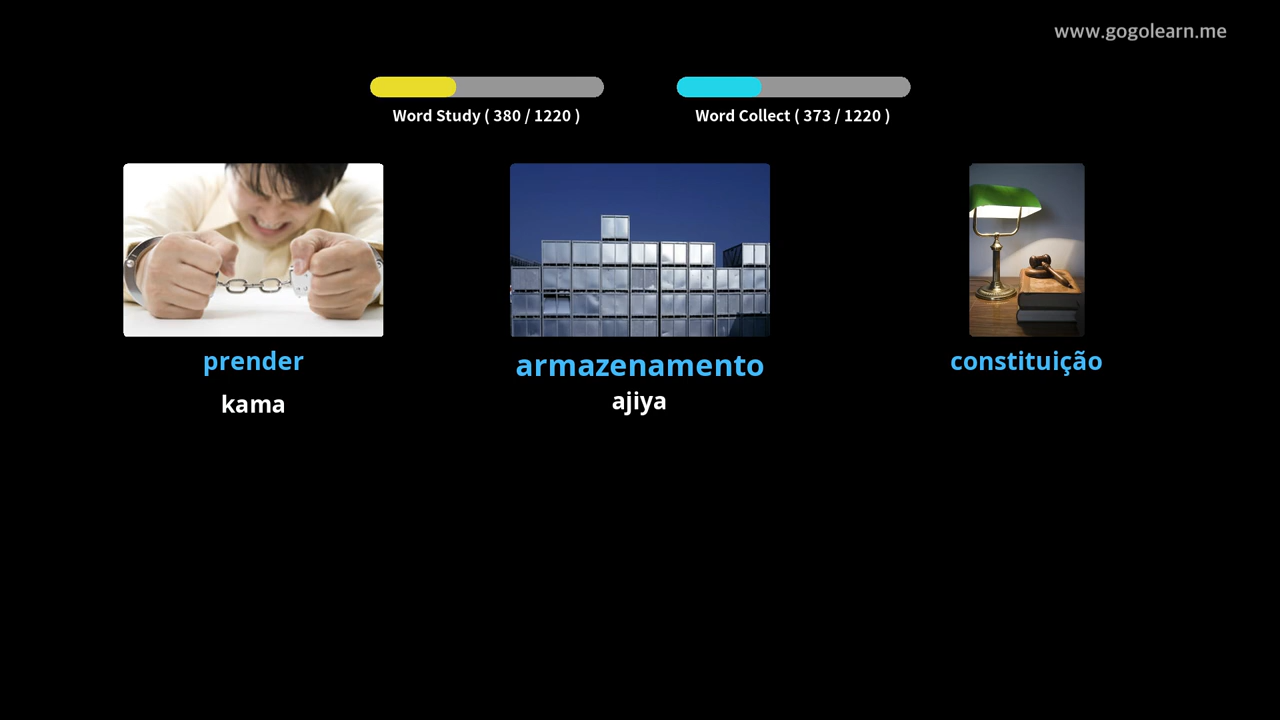 www.gogolearn.me
Word Study ( 380 / 1220 )
Word Collect ( 373 / 1220 )
prender
armazenamento
constituição
kama
ajiya